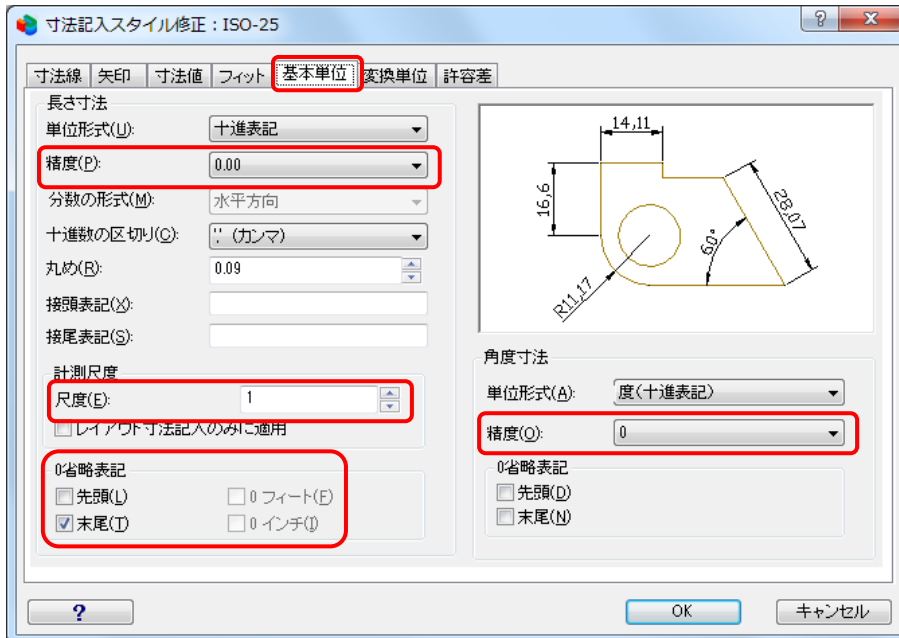 寸法記入スタイル修正：ISO-25
?
X
寸法線 矢印 寸法値 フィット 基本単位 変換単位 許容差
長さ寸法
単位形式(U): 十進表記
精度(P): 0.00
分数の形式(M): 水平方向
十進数の区切り(C): ',' (カンマ)
丸め(R): 0.09
接頭表記(X):
接尾表記(S):
計測尺度
尺度(E): 1
レイアウト寸法記入のみに適用
0省略表記
先頭(L) 0 フィート(F)
末尾(T) 0 インチ(I)
14,11
16,6
28,07
60°
R11,17
角度寸法
単位形式(A): 度(十進表記)
精度(O): 0
0省略表記
先頭(D)
末尾(N)
? OK キャンセル